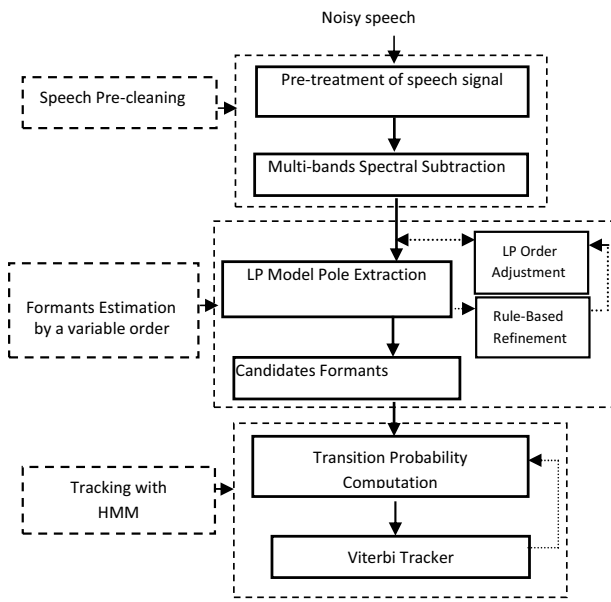 Noisy speech
Speech Pre-cleaning
Pre-treatment of speech signal
Multi-bands Spectral Subtraction
Formants Estimation
by a variable order
LP Model Pole Extraction
LP Order
Adjustment
Rule-Based
Refinement
Candidates Formants
Tracking with
HMM
Transition Probability
Computation
Viterbi Tracker